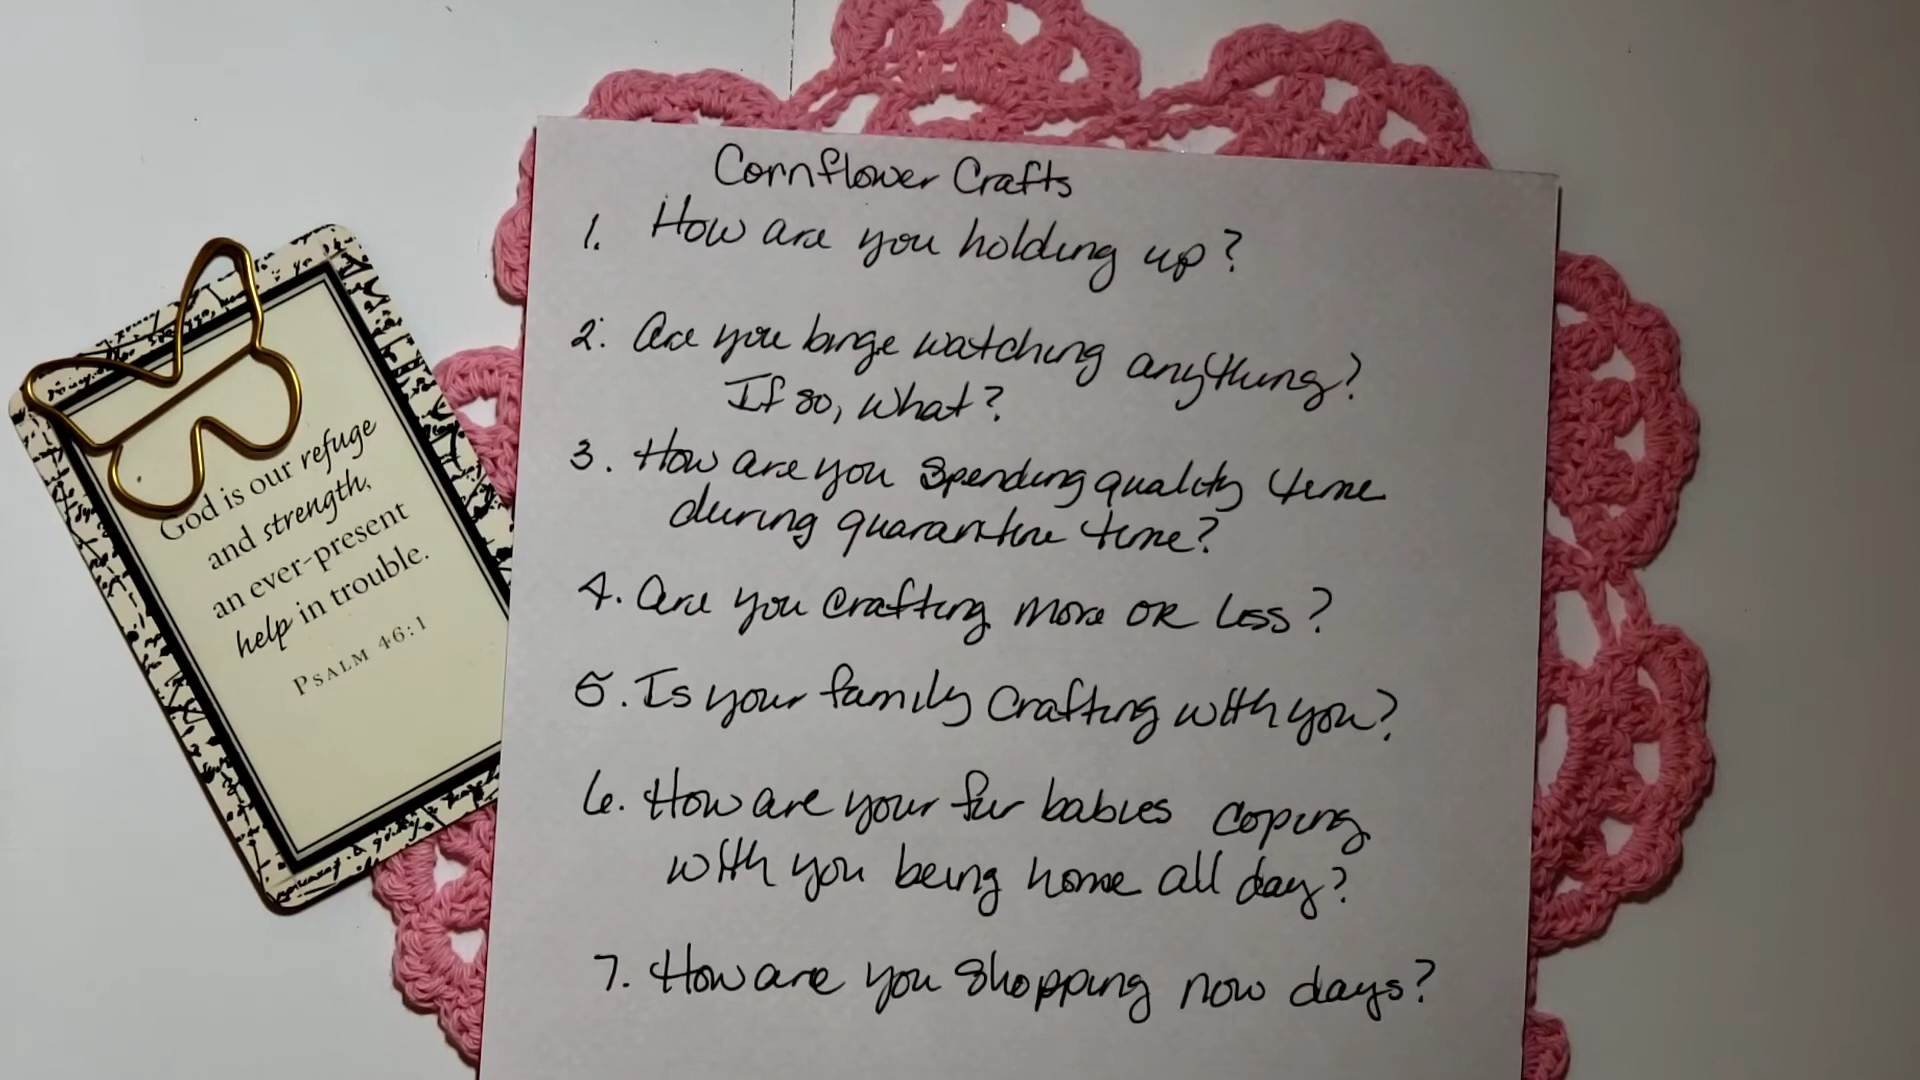 Cornflower Crafts
1. How are you holding up?
2. Are you binge watching anything?
If so, what?
3. How are you spending quality time
during quarantine time?
4. Are you crafting more or less?
5. Is your family crafting with you?
6. How are your fur babies coping
with you being home all day?
7. How are you shopping now days?
God is our refuge
and strength,
an ever-present
help in trouble.
PSALM 46:1